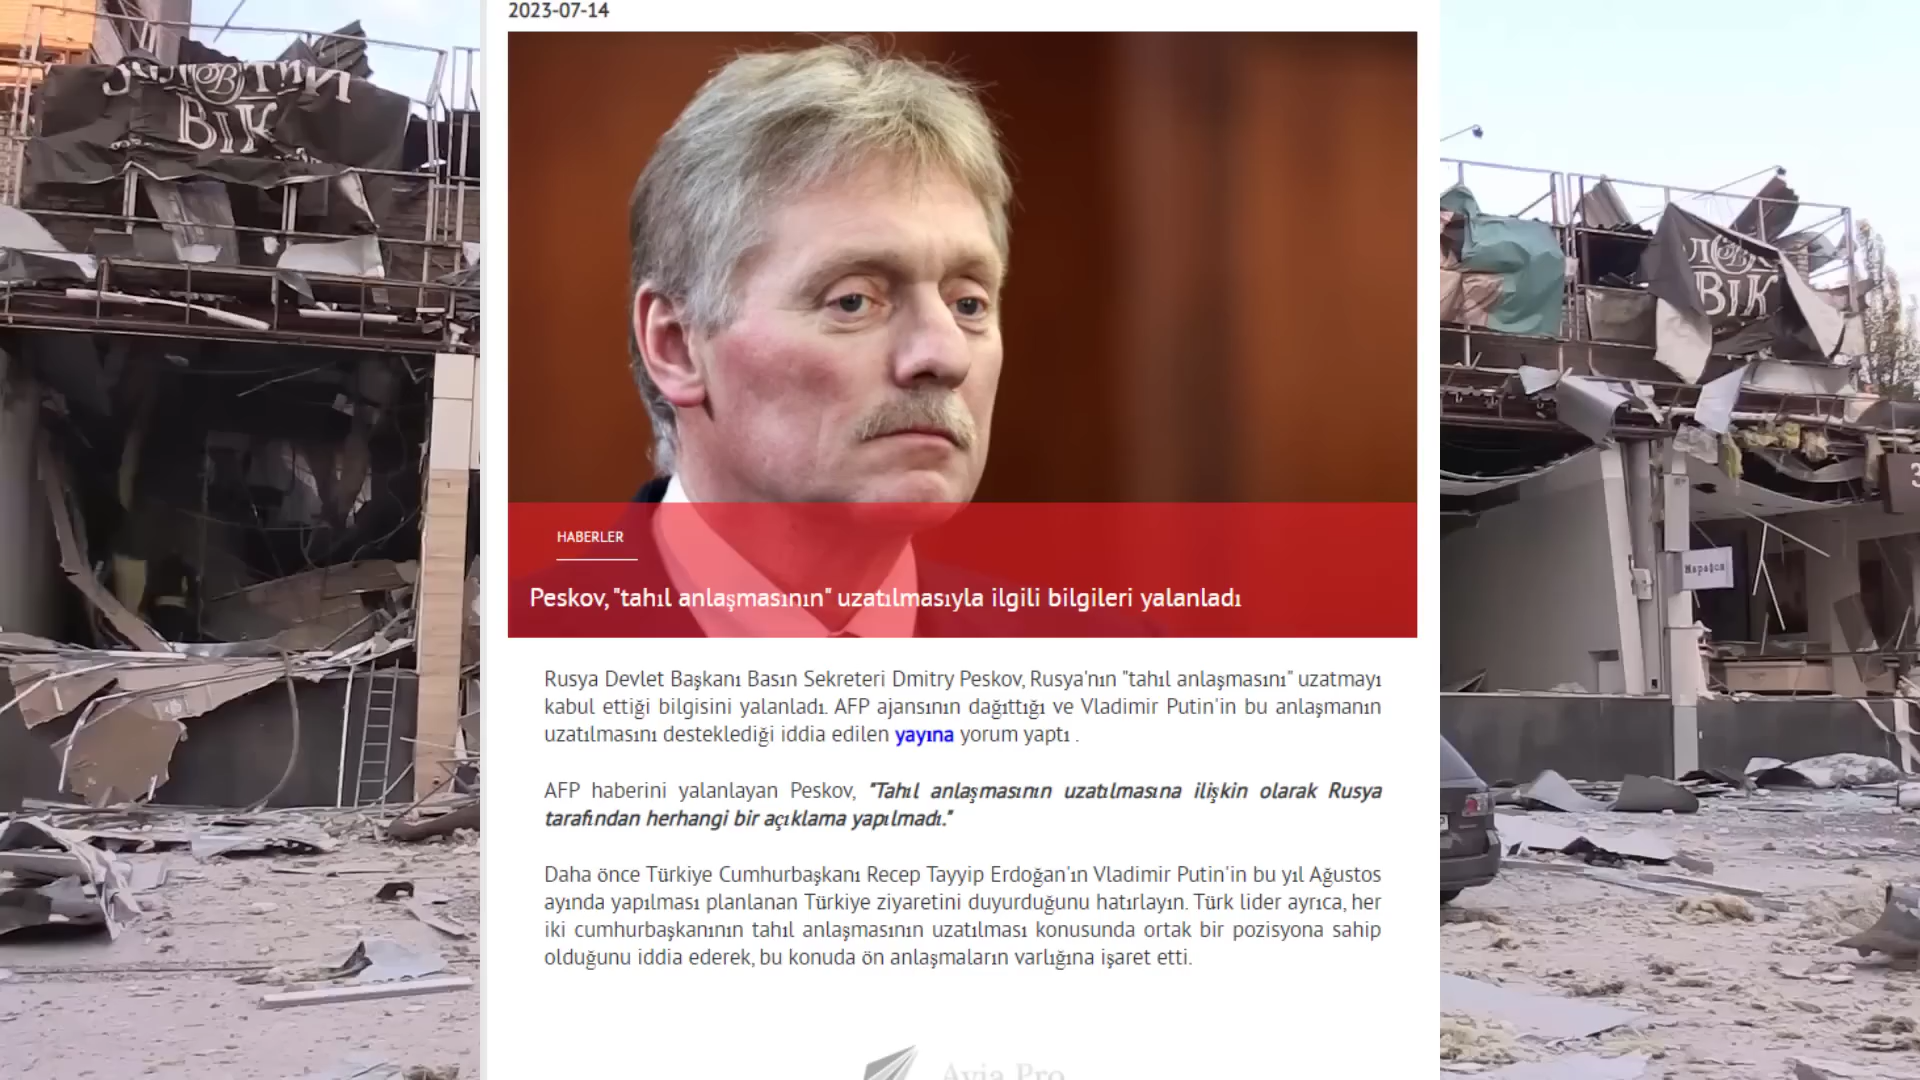 2023-07-14
ВІК
ВІК
Марафон
HABERLER
Peskov, "tahıl anlaşmasının" uzatılmasıyla ilgili bilgileri yalanladı
Rusya Devlet Başkanı Basın Sekreteri Dmitry Peskov, Rusya'nın "tahıl anlaşmasını" uzatmayı
kabul ettiği bilgisini yalanladı. AFP ajansının dağıttığı ve Vladimir Putin'in bu anlaşmanın
uzatılmasını desteklediği iddia edilen yayına yorum yaptı .
AFP haberini yalanlayan Peskov, "Tahıl anlaşmasının uzatılmasına ilişkin olarak Rusya
tarafından herhangi bir açıklama yapılmadı."
Daha önce Türkiye Cumhurbaşkanı Recep Tayyip Erdoğan'ın Vladimir Putin'in bu yıl Ağustos
ayında yapılması planlanan Türkiye ziyaretini duyurduğunu hatırlayın. Türk lider ayrıca, her
iki cumhurbaşkanının tahıl anlaşmasının uzatılması konusunda ortak bir pozisyona sahip
olduğunu iddia ederek, bu konuda ön anlaşmaların varlığına işaret etti.
Avia Pro